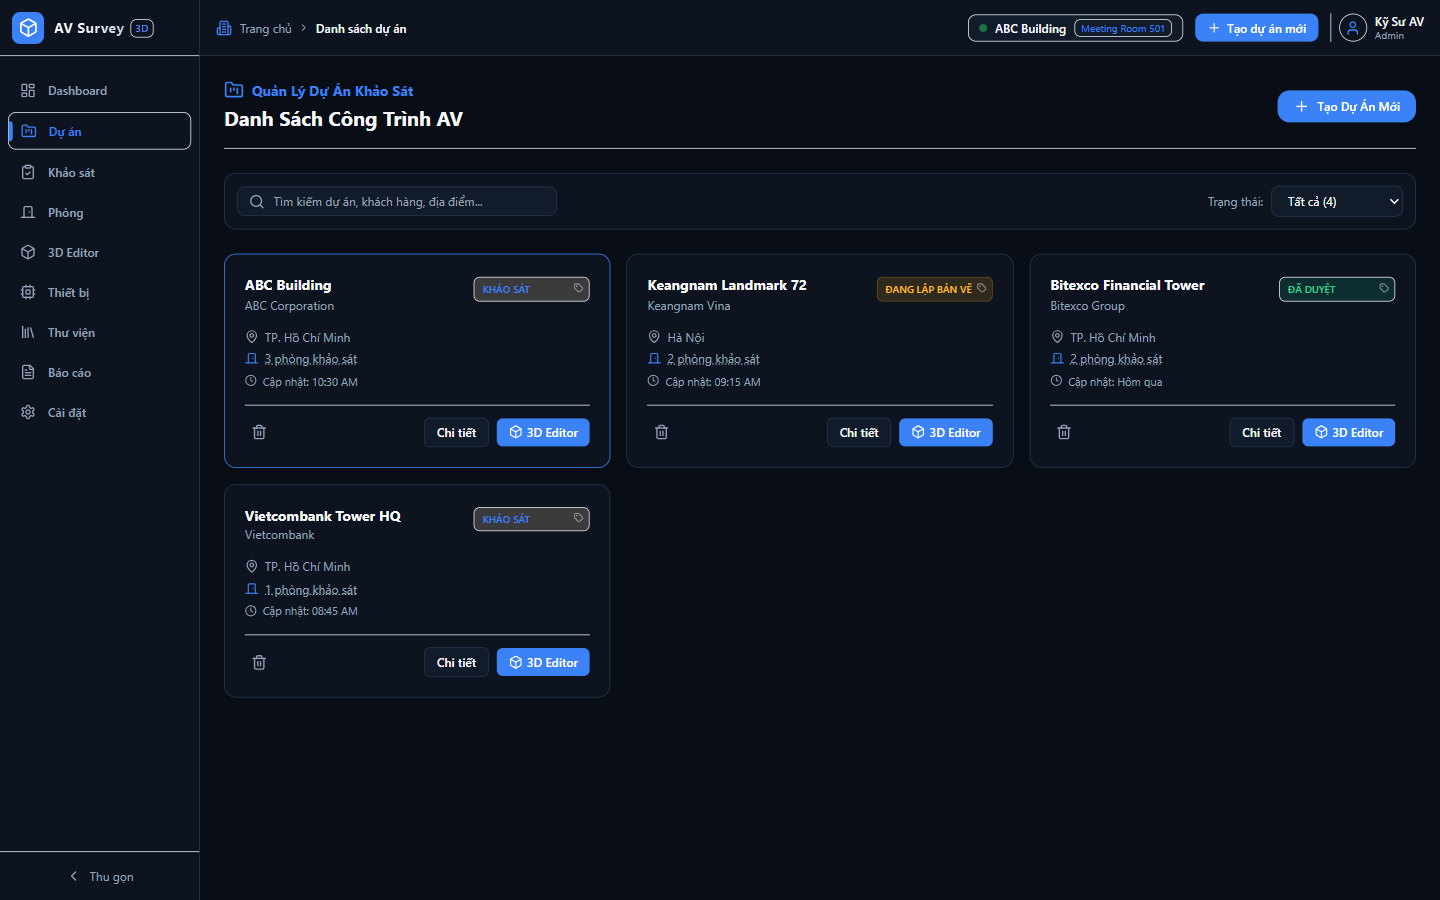 AV Survey 3D
Trang chủ > Danh sách dự án
ABC Building Meeting Room 501
+ Tạo dự án mới
Kỹ Sư AV
Admin
Dashboard
Dự án
Khảo sát
Phòng
3D Editor
Thiết bị
Thư viện
Báo cáo
Cài đặt
Thu gọn
Quản Lý Dự Án Khảo Sát
Danh Sách Công Trình AV
+ Tạo Dự Án Mới
Tìm kiếm dự án, khách hàng, địa điểm...
Trạng thái: Tất cả (4)
ABC Building
KHẢO SÁT
ABC Corporation
TP. Hồ Chí Minh
3 phòng khảo sát
Cập nhật: 10:30 AM
Chi tiết
3D Editor
Keangnam Landmark 72
ĐANG LẬP BẢN VẼ
Keangnam Vina
Hà Nội
2 phòng khảo sát
Cập nhật: 09:15 AM
Chi tiết
3D Editor
Bitexco Financial Tower
ĐÃ DUYỆT
Bitexco Group
TP. Hồ Chí Minh
2 phòng khảo sát
Cập nhật: Hôm qua
Chi tiết
3D Editor
Vietcombank Tower HQ
KHẢO SÁT
Vietcombank
TP. Hồ Chí Minh
1 phòng khảo sát
Cập nhật: 08:45 AM
Chi tiết
3D Editor